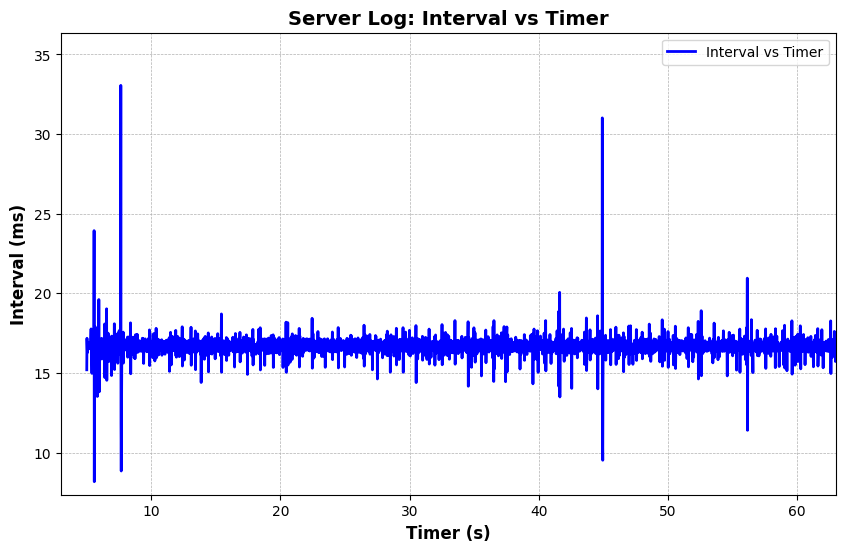 Server Log: Interval vs Timer
Interval vs Timer
35
30
25
20
15
10
Interval (ms)
10 20 30 40 50 60
Timer (s)